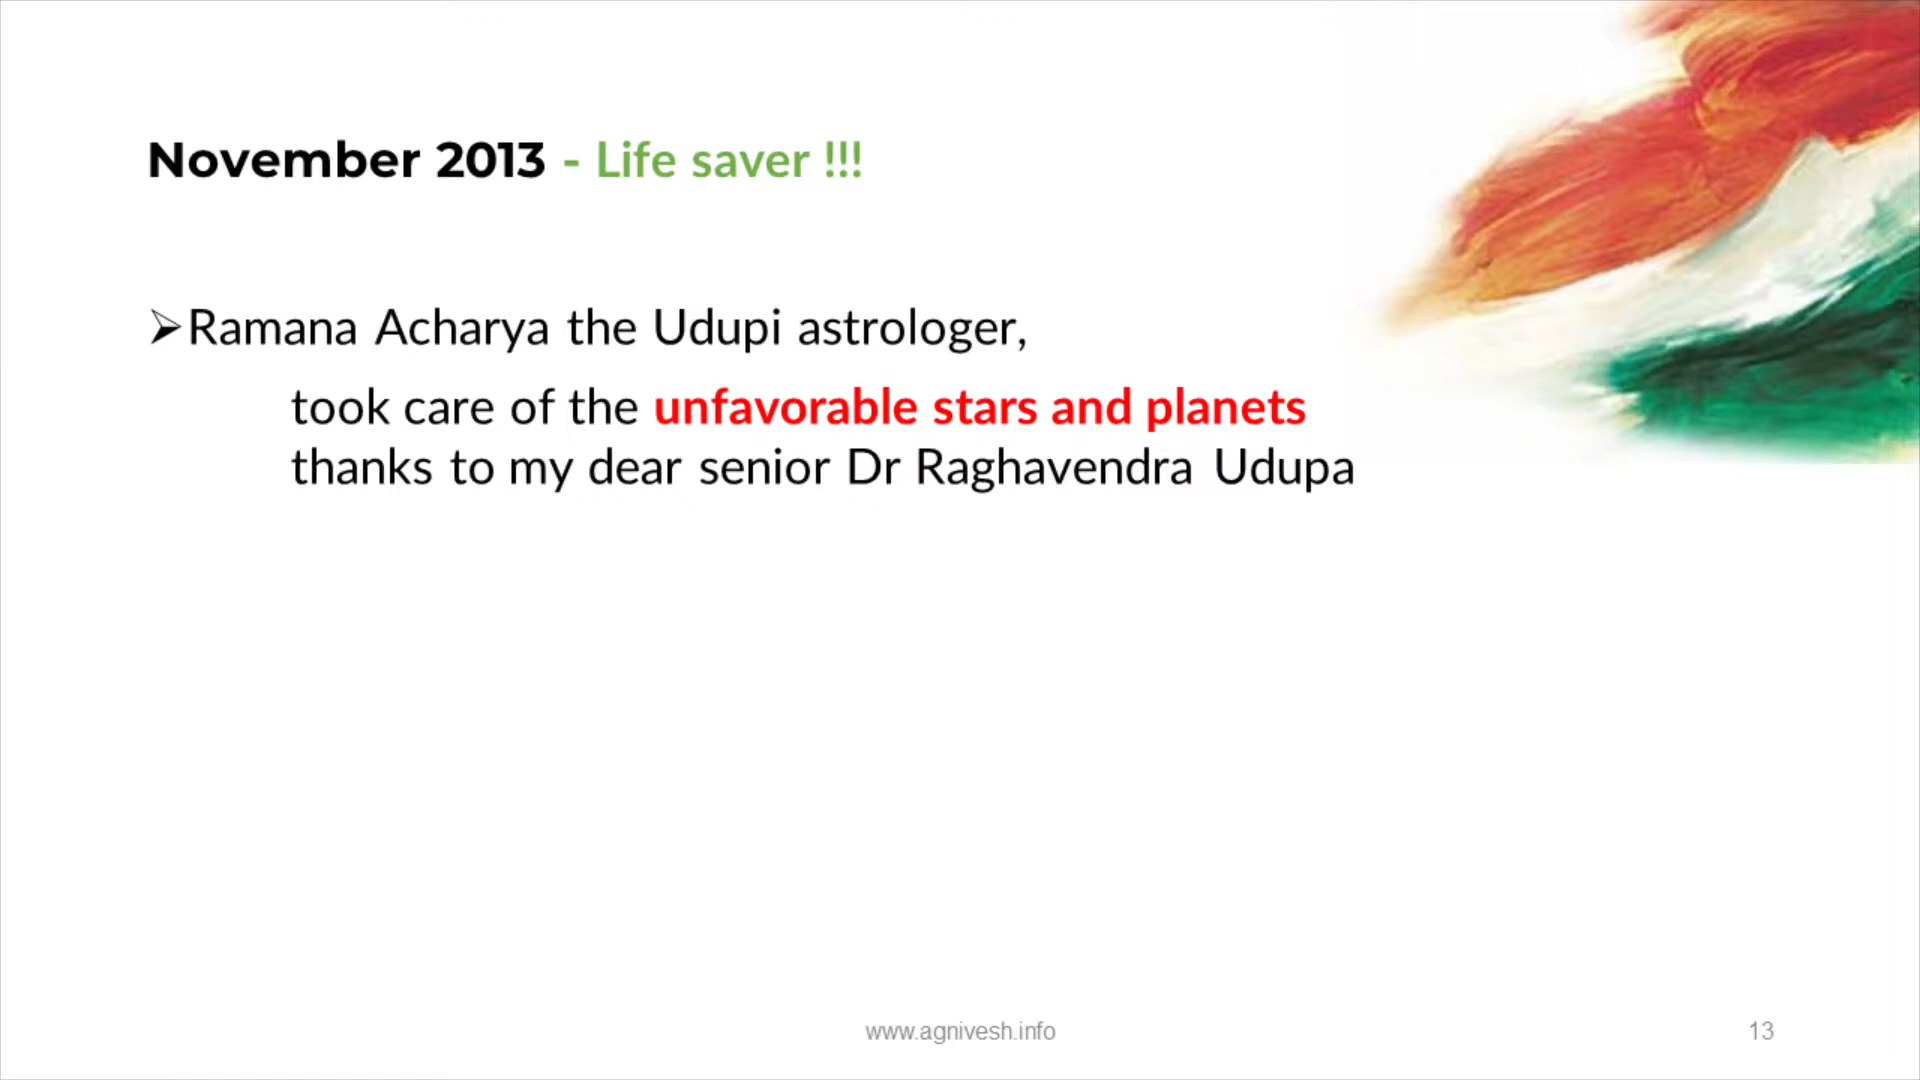 November 2013 - Life saver !!!
➢Ramana Acharya the Udupi astrologer,
took care of the unfavorable stars and planets
thanks to my dear senior Dr Raghavendra Udupa
www.agnivesh.info
13